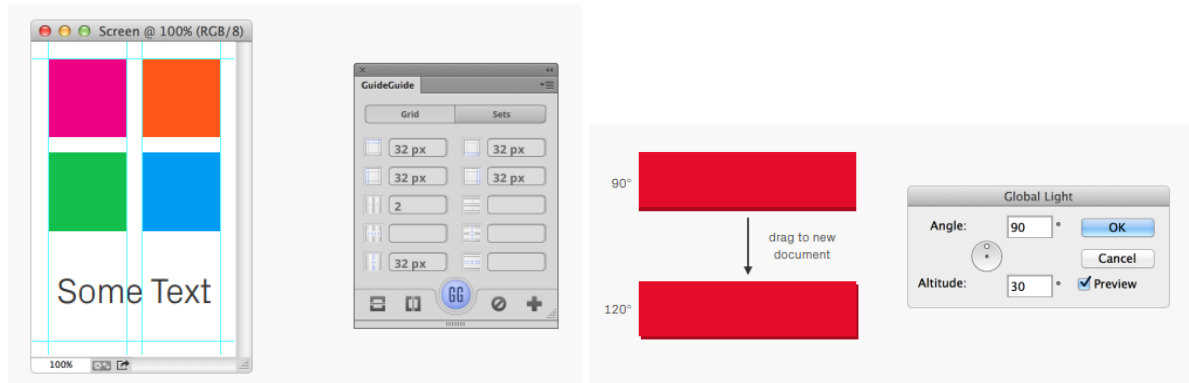 Screen @ 100% (RGB/8)
Some Text
100%
GuideGuide
Grid Sets
32 px 32 px
32 px 32 px
2
32 px
GG
90°
drag to new
document
120°
Global Light
Angle: 90 ° OK
Cancel
Altitude: 30 ° Preview